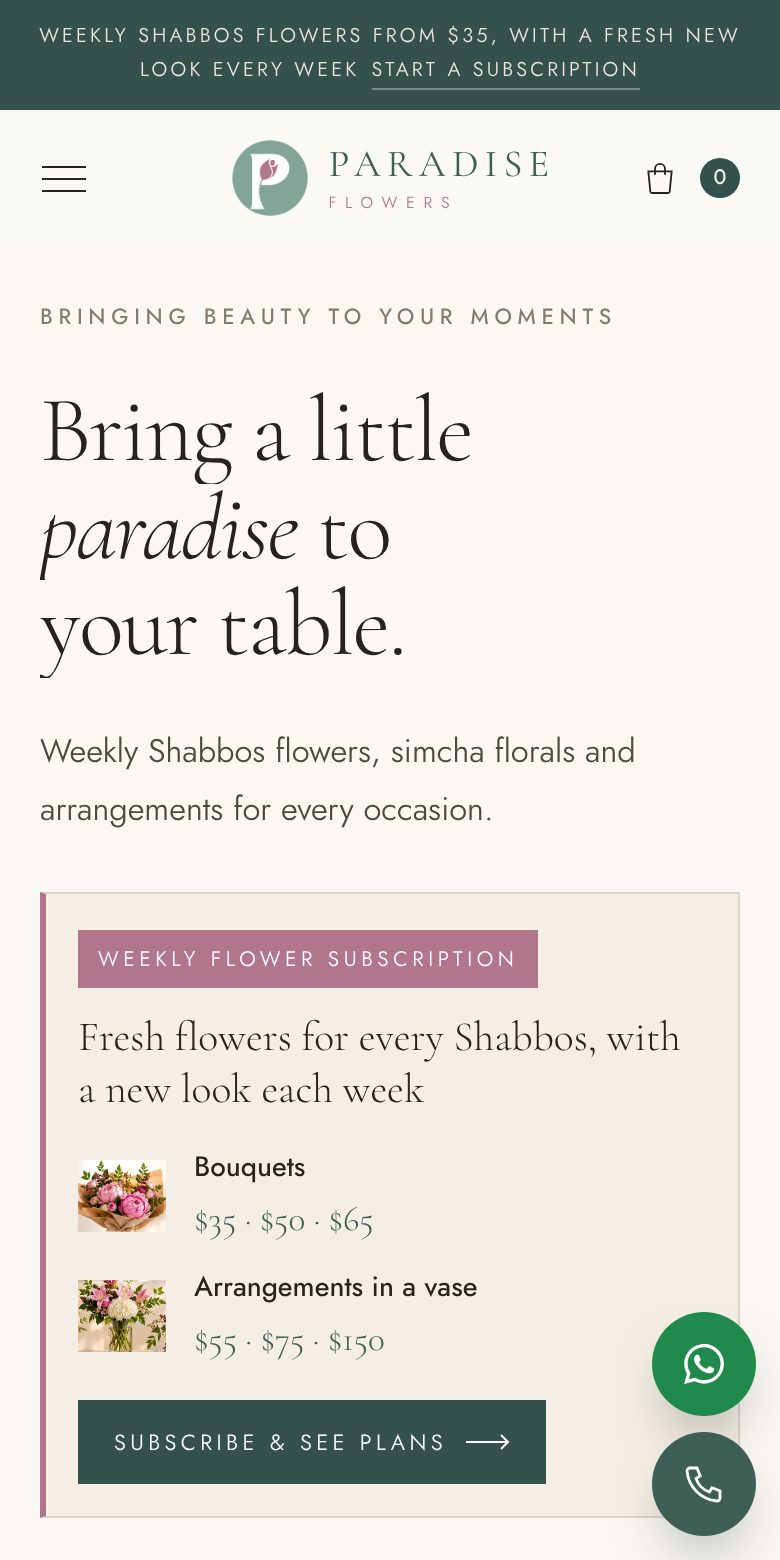 WEEKLY SHABBOS FLOWERS FROM $35, WITH A FRESH NEW
LOOK EVERY WEEK START A SUBSCRIPTION
P PARADISE
FLOWERS
0
BRINGING BEAUTY TO YOUR MOMENTS
Bring a little
paradise to
your table.
Weekly Shabbos flowers, simcha florals and
arrangements for every occasion.
WEEKLY FLOWER SUBSCRIPTION
Fresh flowers for every Shabbos, with
a new look each week
Bouquets
$35 · $50 · $65
Arrangements in a vase
$55 · $75 · $150
SUBSCRIBE & SEE PLANS